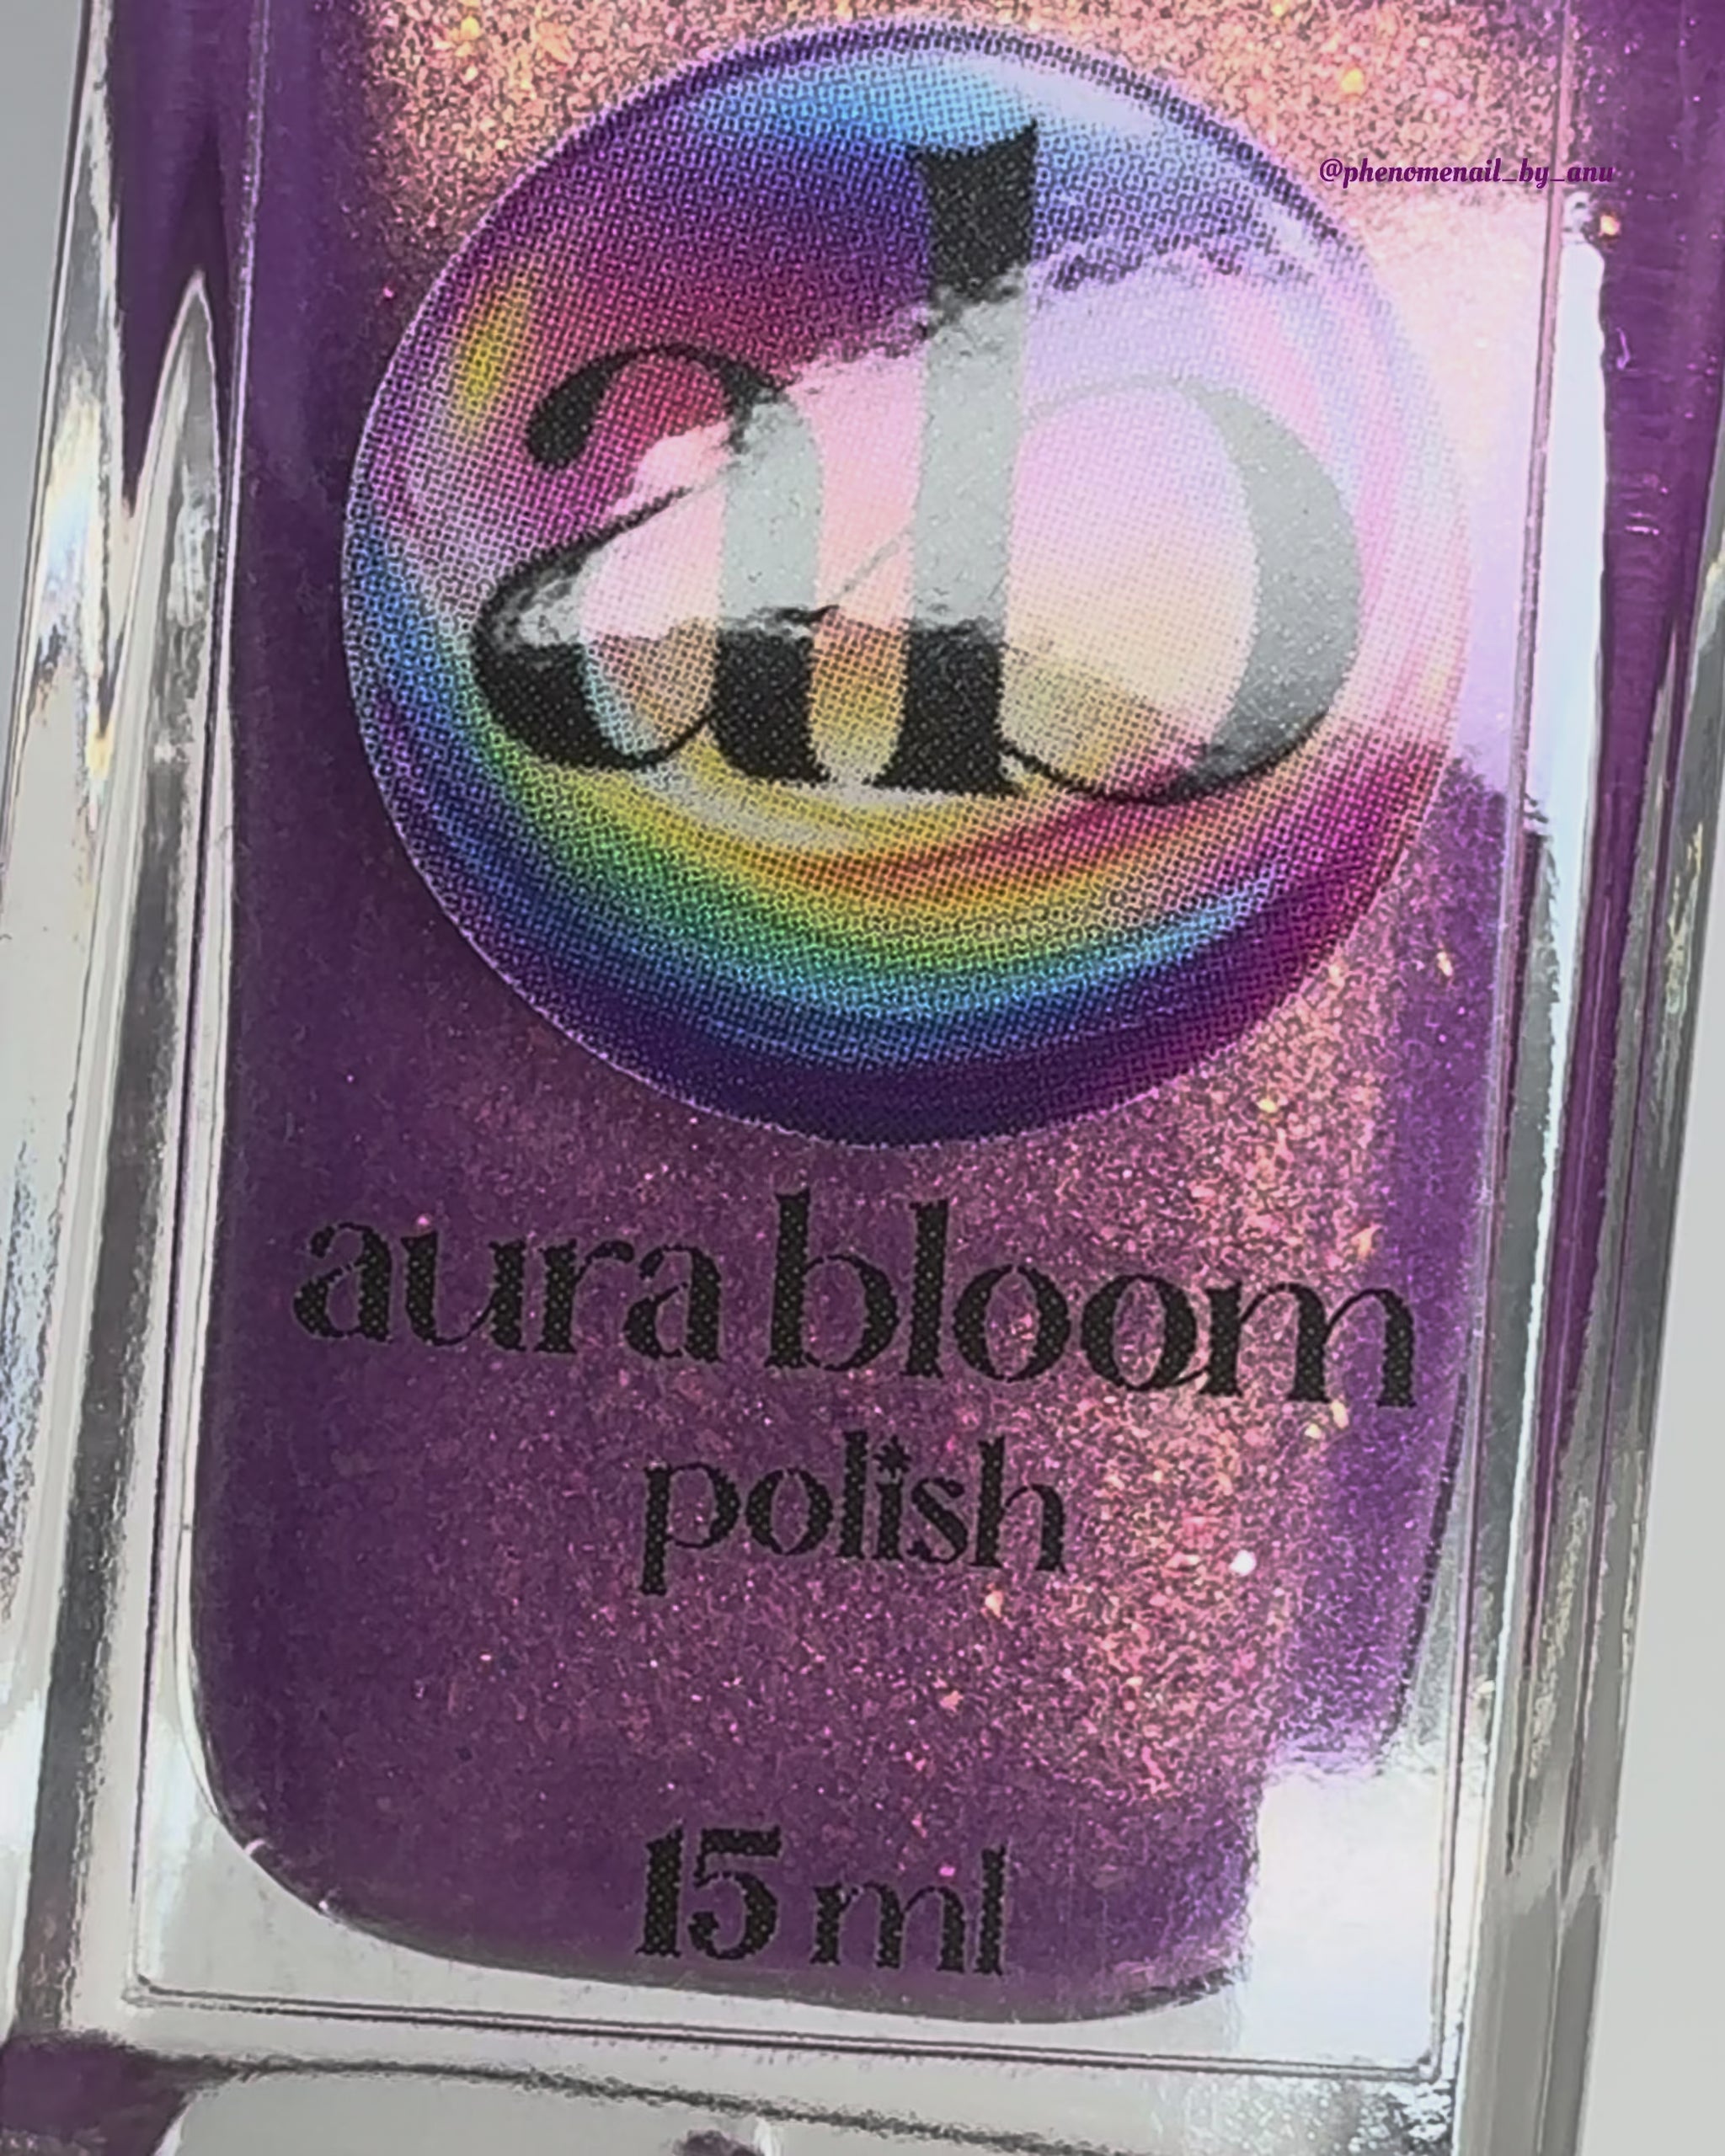 @phenomenail_by_anu
ab
aura bloom
polish
15 ml